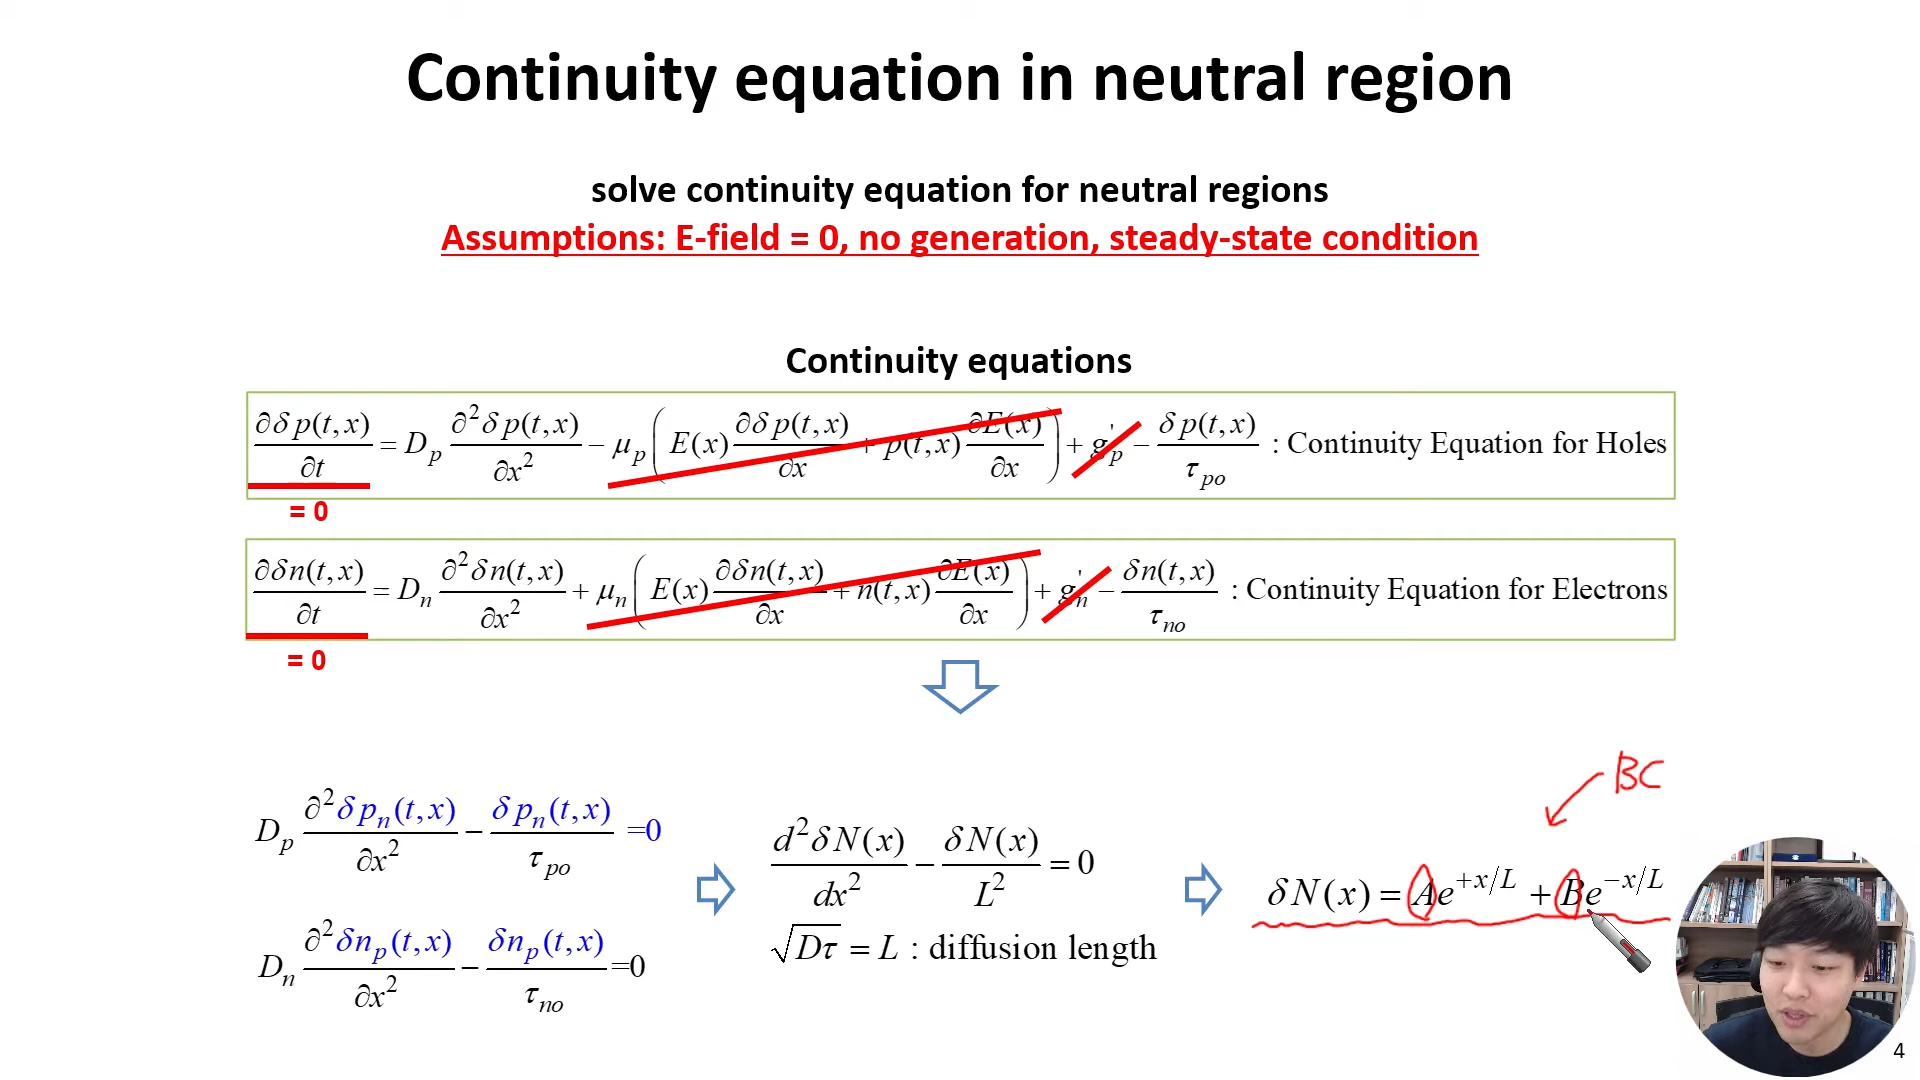 Continuity equation in neutral region
solve continuity equation for neutral regions
Assumptions: E-field = 0, no generation, steady-state condition
Continuity equations
∂δp(t,x)/∂t = D_p ∂²δp(t,x)/∂x² − μ_p (E(x) ∂δp(t,x)/∂x + p(t,x) ∂E(x)/∂x) + g_p' − δp(t,x)/τ_po : Continuity Equation for Holes
= 0
∂δn(t,x)/∂t = D_n ∂²δn(t,x)/∂x² + μ_n (E(x) ∂δn(t,x)/∂x + n(t,x) ∂E(x)/∂x) + g_n' − δn(t,x)/τ_no : Continuity Equation for Electrons
= 0
D_p ∂²δp_n(t,x)/∂x² − δp_n(t,x)/τ_po =0
D_n ∂²δn_p(t,x)/∂x² − δn_p(t,x)/τ_no =0
d²δN(x)/dx² − δN(x)/L² = 0
√Dτ = L : diffusion length
BC
δN(x) = Ae^{+x/L} + Be^{−x/L}
4